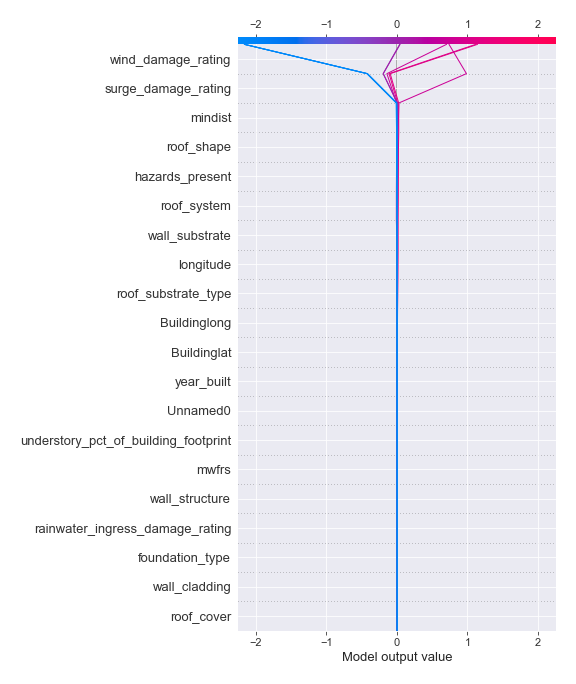 −2 −1 0 1 2
wind_damage_rating
surge_damage_rating
mindist
roof_shape
hazards_present
roof_system
wall_substrate
longitude
roof_substrate_type
Buildinglong
Buildinglat
year_built
Unnamed0
understory_pct_of_building_footprint
mwfrs
wall_structure
rainwater_ingress_damage_rating
foundation_type
wall_cladding
roof_cover
−2 −1 0 1 2
Model output value